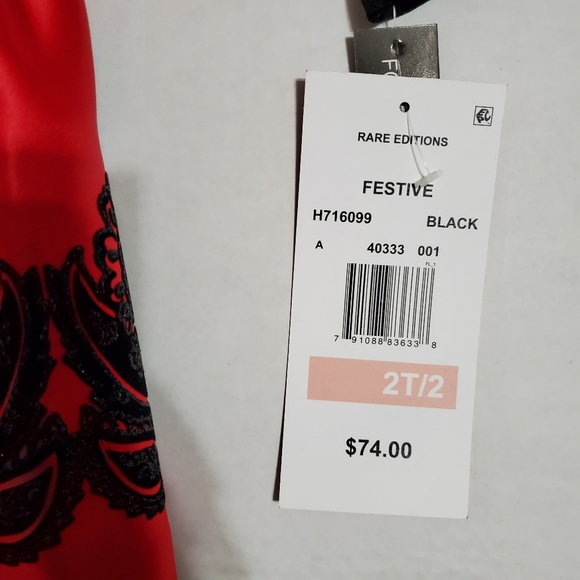 RARE EDITIONS
FESTIVE
H716099 BLACK
A 40333 001
7 91088 83633 8
2T/2
$74.00